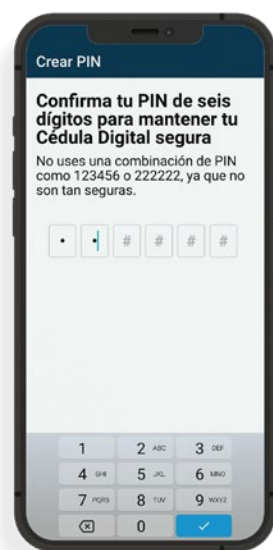 Crear PIN
Confirma tu PIN de seis
dígitos para mantener tu
Cédula Digital segura
No uses una combinación de PIN
como 123456 o 222222, ya que no
son tan seguras.
• • # # # #
1 2 ABC 3 DEF
4 GHI 5 JKL 6 MNO
7 PQRS 8 TUV 9 WXYZ
0